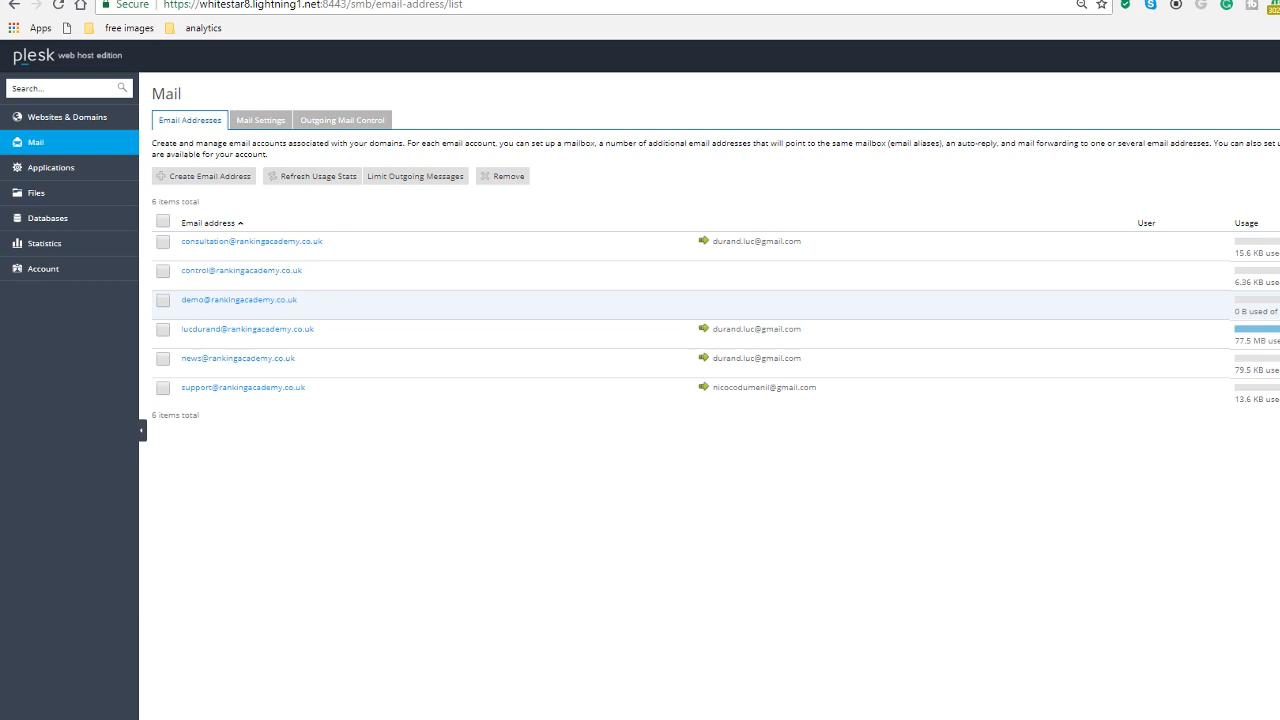 Secure https://whitestar8.lightning1.net:8443/smb/email-address/list
Apps free images analytics
plesk web host edition
Search...
Websites & Domains
Mail
Applications
Files
Databases
Statistics
Account
Mail
Email Addresses Mail Settings Outgoing Mail Control
Create and manage email accounts associated with your domains. For each email account, you can set up a mailbox, a number of additional email addresses that will point to the same mailbox (email aliases), an auto-reply, and mail forwarding to one or several email addresses. You can also set
are available for your account.
Create Email Address Refresh Usage Stats Limit Outgoing Messages Remove
6 items total
Email address User Usage
consultation@rankingacademy.co.uk durand.luc@gmail.com
15.6 KB use
control@rankingacademy.co.uk
6.36 KB use
demo@rankingacademy.co.uk
0 B used of
lucdurand@rankingacademy.co.uk durand.luc@gmail.com
77.5 MB use
news@rankingacademy.co.uk durand.luc@gmail.com
79.5 KB use
support@rankingacademy.co.uk nicocodumenil@gmail.com
13.6 KB use
6 items total